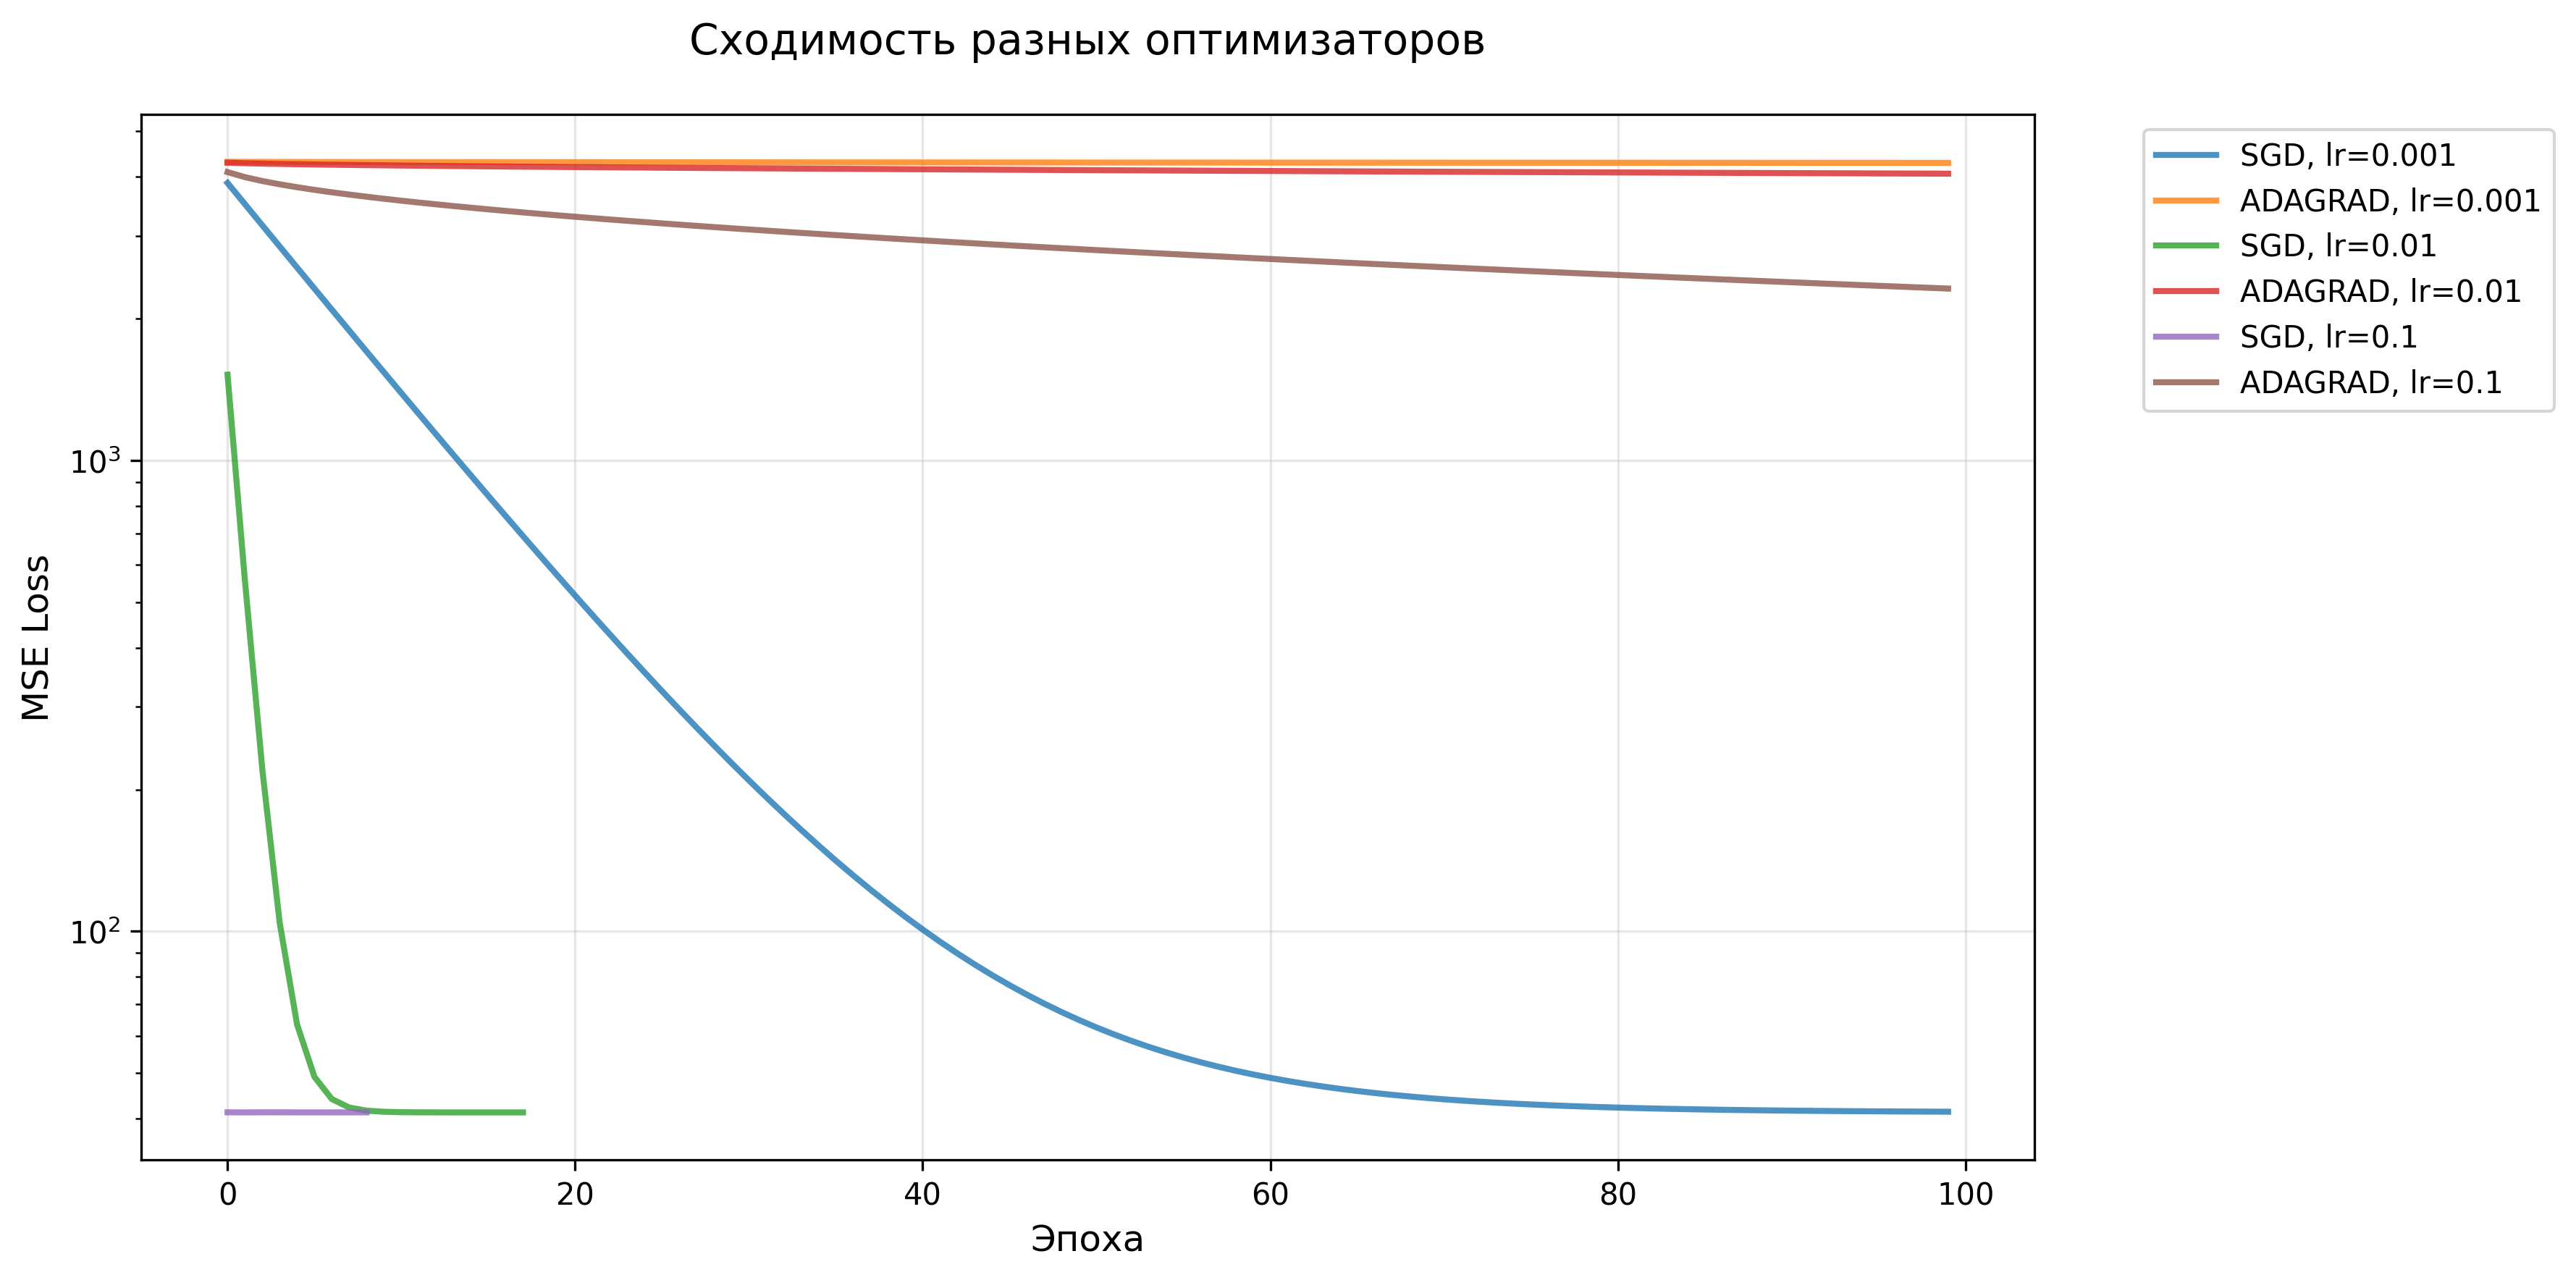 Сходимость разных оптимизаторов
SGD, lr=0.001
ADAGRAD, lr=0.001
SGD, lr=0.01
ADAGRAD, lr=0.01
SGD, lr=0.1
ADAGRAD, lr=0.1
MSE Loss
10³
10²
0 20 40 60 80 100
Эпоха